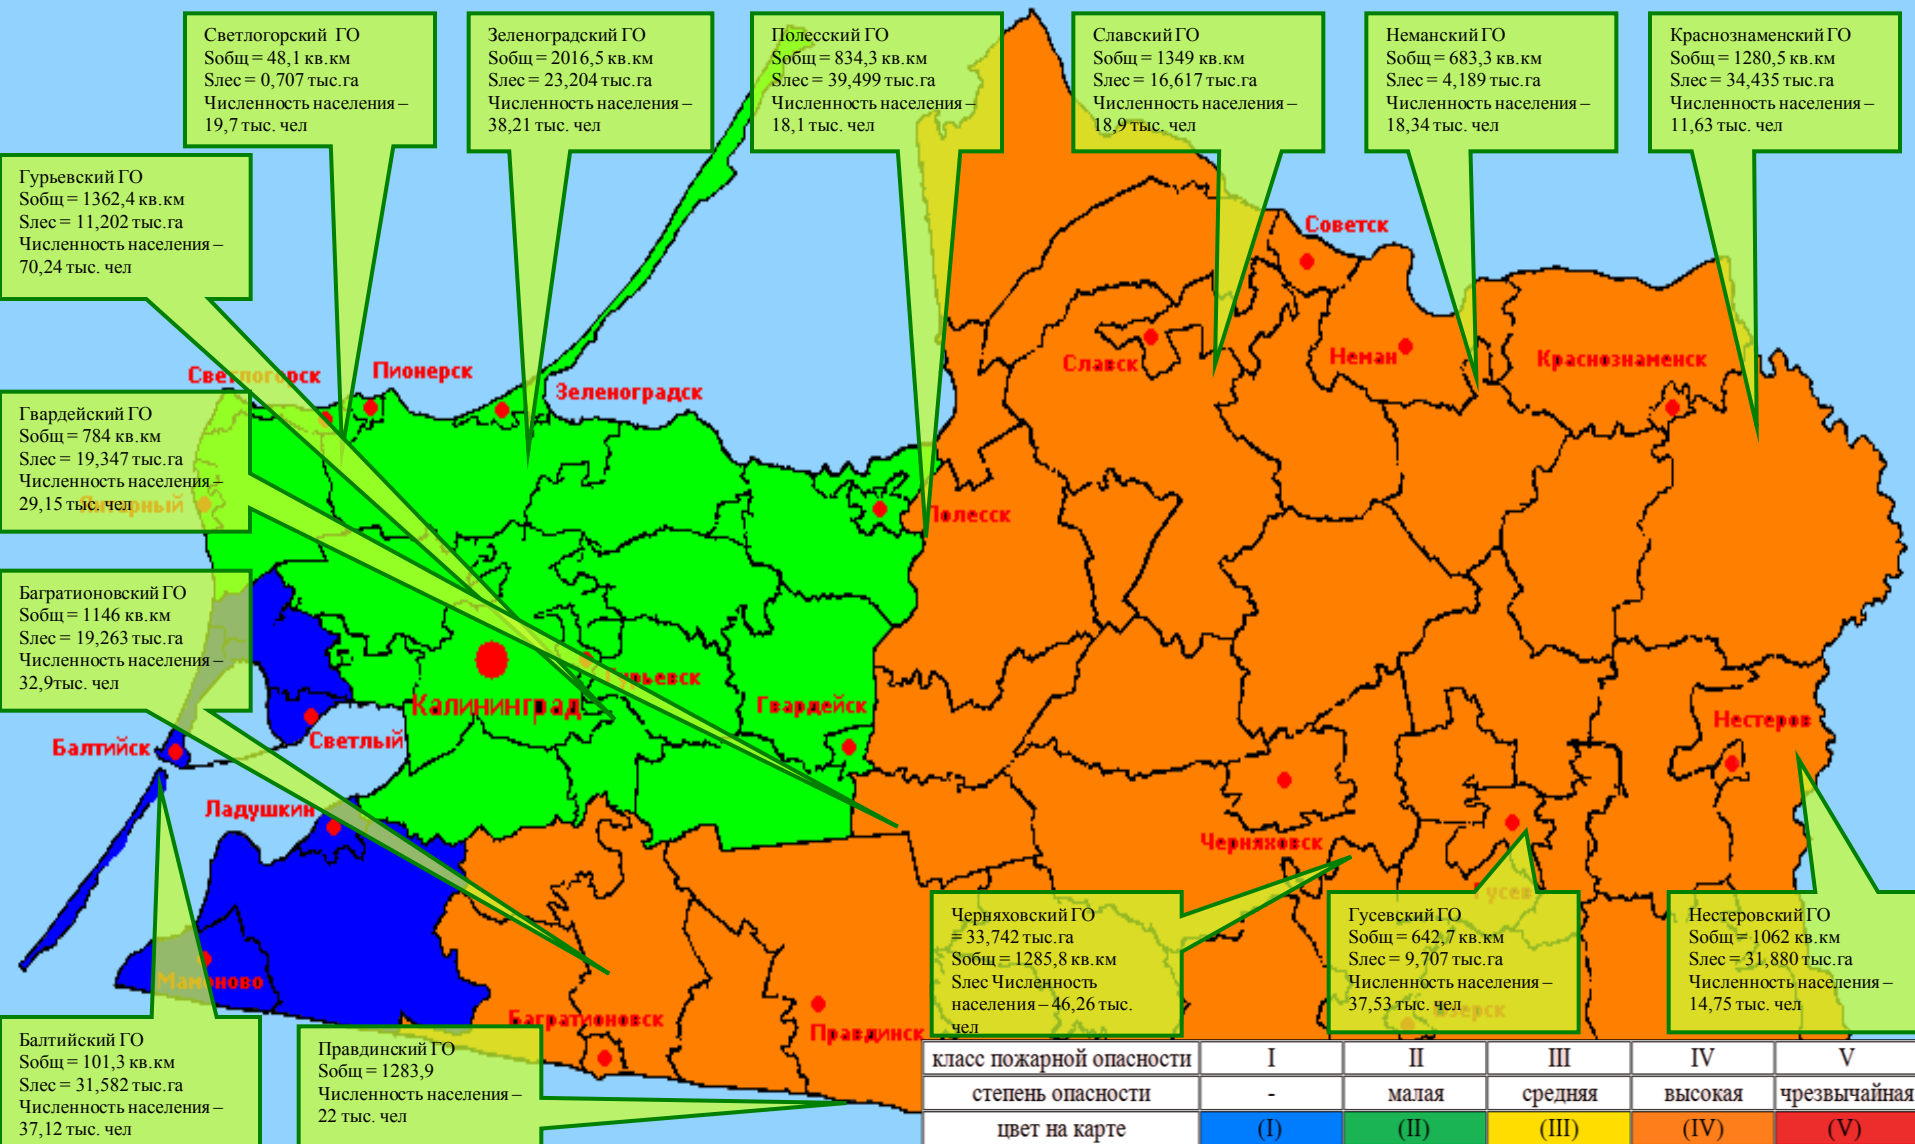 Светлогорский ГО
Sобщ = 48,1 кв.км
Sлес = 0,707 тыс.га
Численность населения –
19,7 тыс. чел
Зеленоградский ГО
Sобщ = 2016,5 кв.км
Sлес = 23,204 тыс.га
Численность населения –
38,21 тыс. чел
Полесский ГО
Sобщ = 834,3 кв.км
Sлес = 39,499 тыс.га
Численность населения –
18,1 тыс. чел
Славский ГО
Sобщ = 1349 кв.км
Sлес = 16,617 тыс.га
Численность населения –
18,9 тыс. чел
Неманский ГО
Sобщ = 683,3 кв.км
Sлес = 4,189 тыс.га
Численность населения –
18,34 тыс. чел
Краснознаменский ГО
Sобщ = 1280,5 кв.км
Sлес = 34,435 тыс.га
Численность населения –
11,63 тыс. чел
Гурьевский ГО
Sобщ = 1362,4 кв.км
Sлес = 11,202 тыс.га
Численность населения –
70,24 тыс. чел
Советск
Славск
Неман
Краснознаменск
Светлогорск
Пионерск
Зеленоградск
Гвардейский ГО
Sобщ = 784 кв.км
Sлес = 19,347 тыс.га
Численность населения –
29,15 тыс. чел
Янтарный
Полесск
Багратионовский ГО
Sобщ = 1146 кв.км
Sлес = 19,263 тыс.га
Численность населения –
32,9тыс. чел
Гурьевск
Калининград
Гвардейск
Нестеров
Балтийск
Светлый
Ладушкин
Черняховск
Гусев
Мамоново
Багратионовск
Правдинск
Озерск
Черняховский ГО
= 33,742 тыс.га
Sобщ = 1285,8 кв.км
Sлес Численность
населения – 46,26 тыс.
чел
Гусевский ГО
Sобщ = 642,7 кв.км
Sлес = 9,707 тыс.га
Численность населения –
37,53 тыс. чел
Нестеровский ГО
Sобщ = 1062 кв.км
Sлес = 31,880 тыс.га
Численность населения –
14,75 тыс. чел
Балтийский ГО
Sобщ = 101,3 кв.км
Sлес = 31,582 тыс.га
Численность населения –
37,12 тыс. чел
Правдинский ГО
Sобщ = 1283,9
Численность населения –
22 тыс. чел
класс пожарной опасности I II III IV V
степень опасности - малая средняя высокая чрезвычайная
цвет на карте (I) (II) (III) (IV) (V)